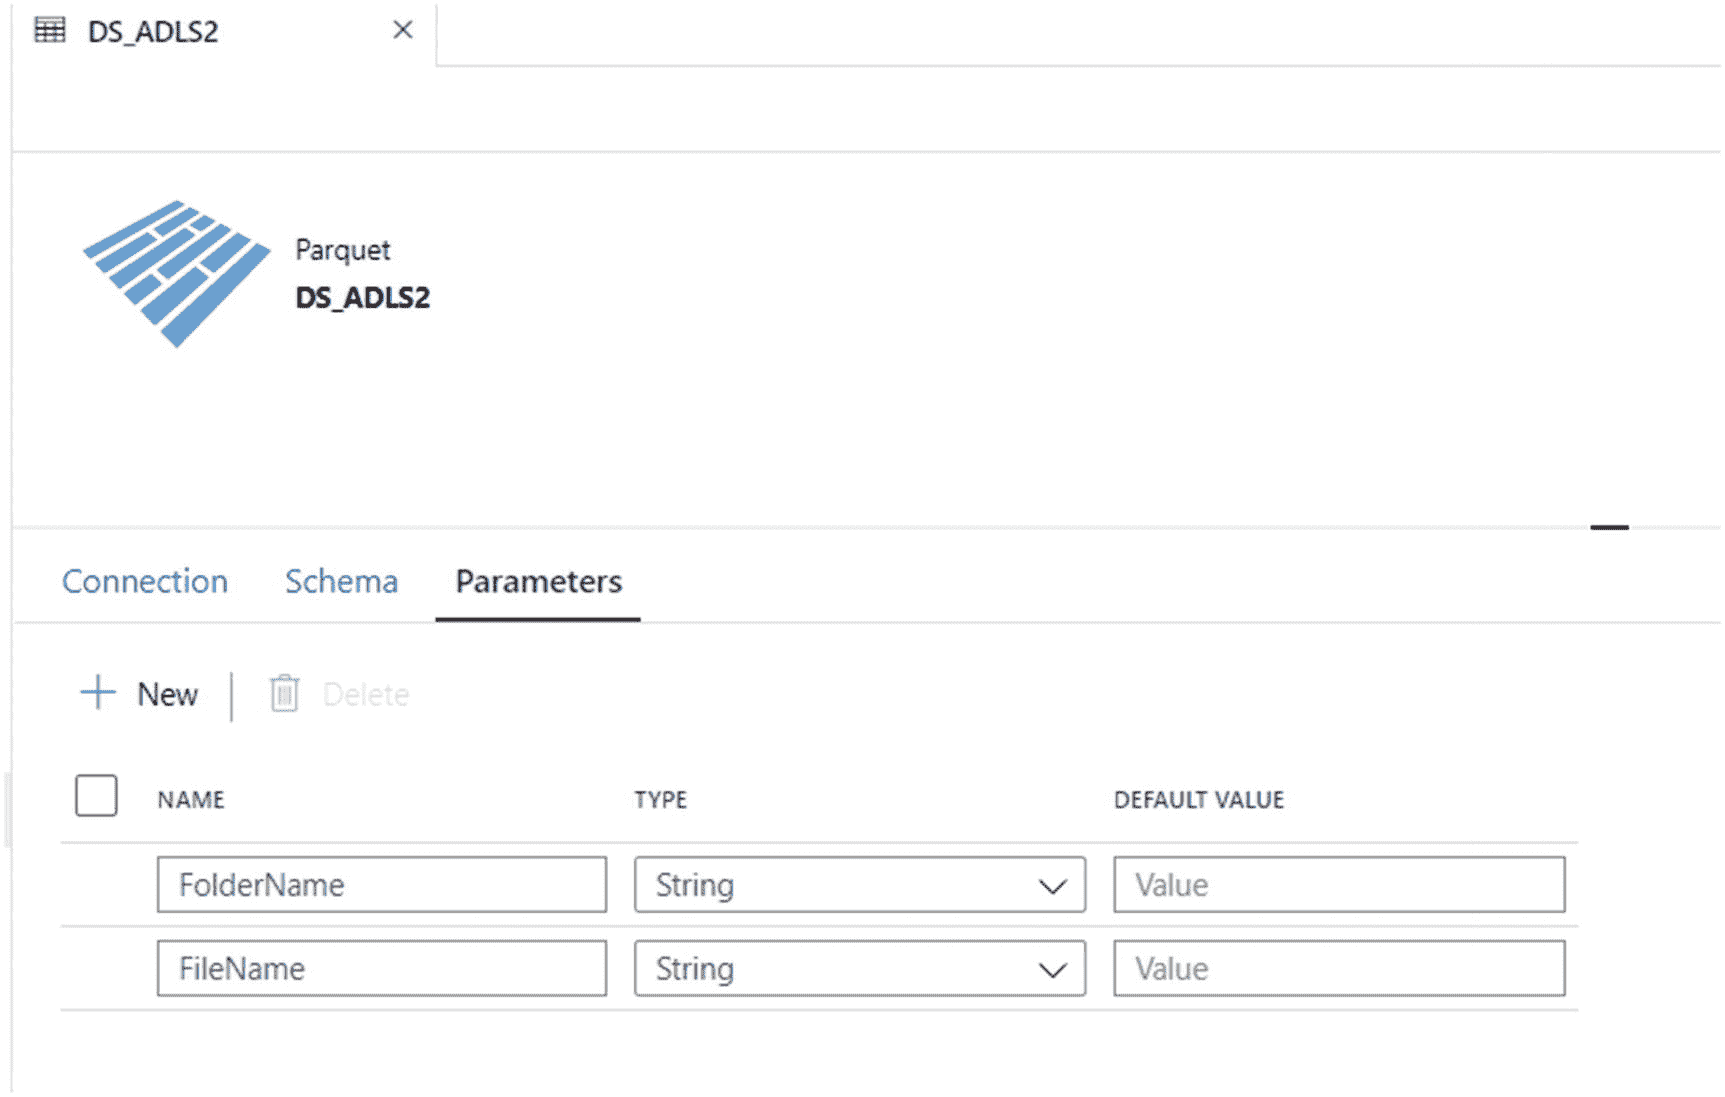 DS_ADLS2
Parquet
DS_ADLS2
Connection Schema Parameters
New Delete
NAME TYPE DEFAULT VALUE
FolderName String Value
FileName String Value